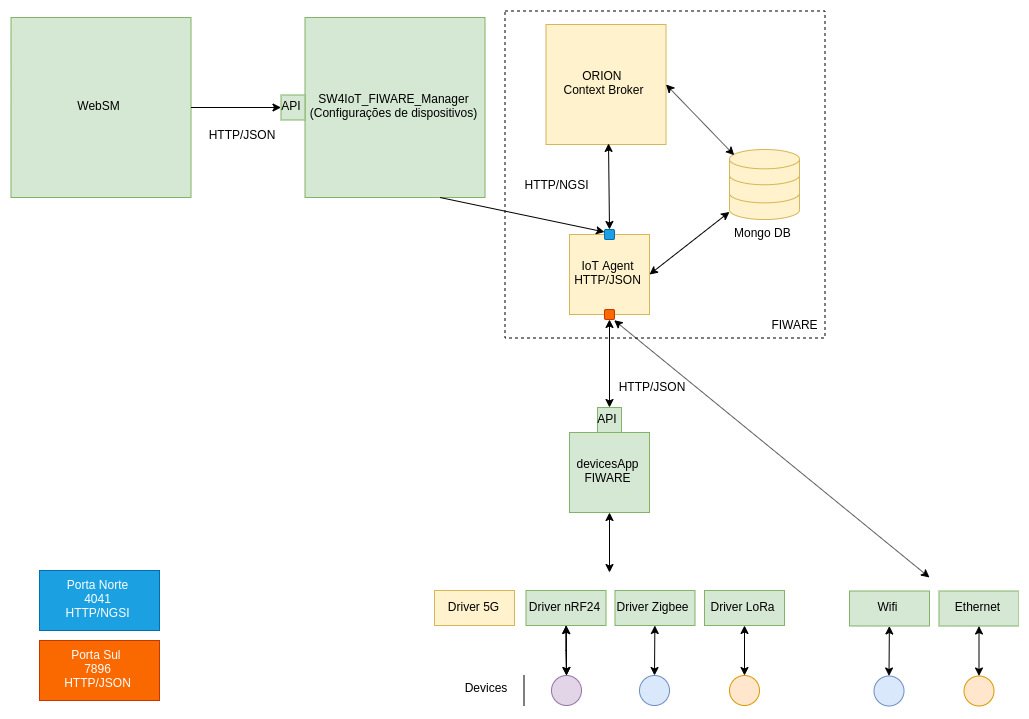 WebSM
HTTP/JSON
API
SW4IoT_FIWARE_Manager
(Configurações de dispositivos)
ORION
Context Broker
HTTP/NGSI
Mongo DB
IoT Agent
HTTP/JSON
FIWARE
HTTP/JSON
API
devicesApp
FIWARE
Porta Norte
4041
HTTP/NGSI
Porta Sul
7896
HTTP/JSON
Driver 5G
Driver nRF24
Driver Zigbee
Driver LoRa
Wifi
Ethernet
Devices